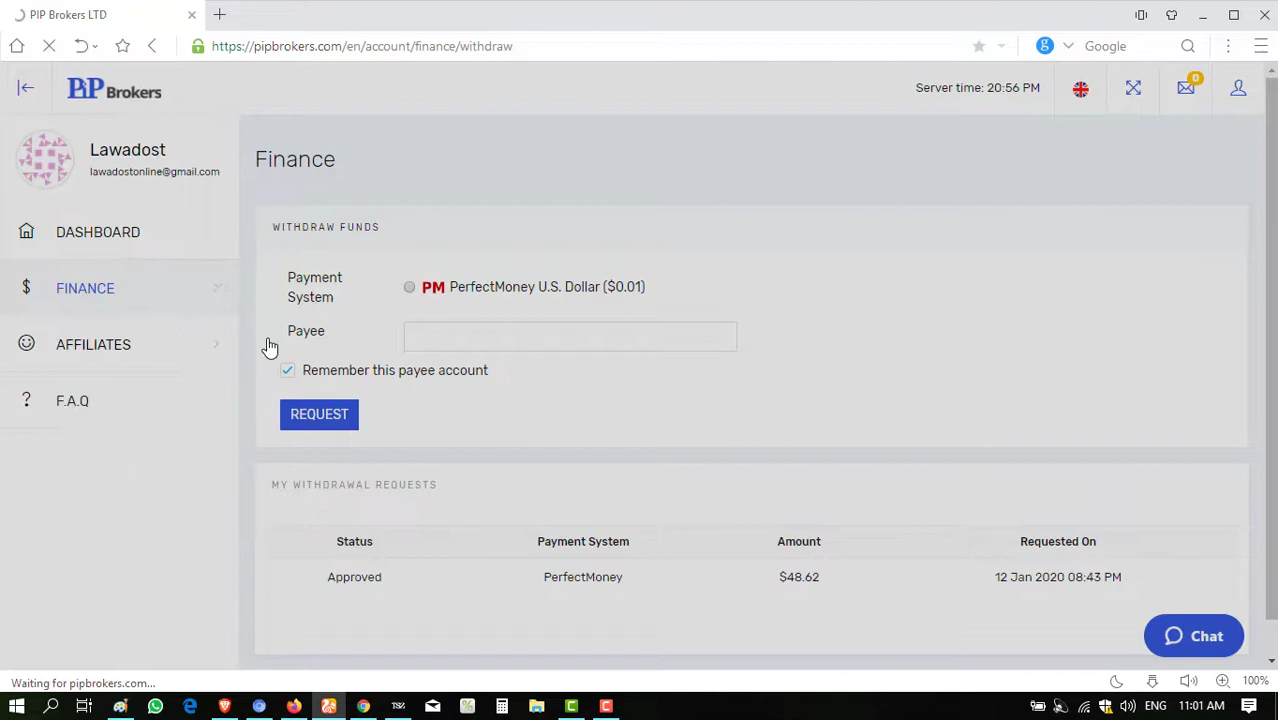 PIP Brokers LTD
https://pipbrokers.com/en/account/finance/withdraw
g
Google
PiP Brokers
Server time: 20:56 PM
0
Lawadost
lawadostonline@gmail.com
DASHBOARD
$ FINANCE
AFFILIATES
? F.A.Q
Finance
WITHDRAW FUNDS
Payment
System
PM PerfectMoney U.S. Dollar ($0.01)
Payee
Remember this payee account
REQUEST
MY WITHDRAWAL REQUESTS
Status Payment System Amount Requested On
Approved PerfectMoney $48.62 12 Jan 2020 08:43 PM
Chat
Waiting for pipbrokers.com...
100%
ENG 11:01 AM